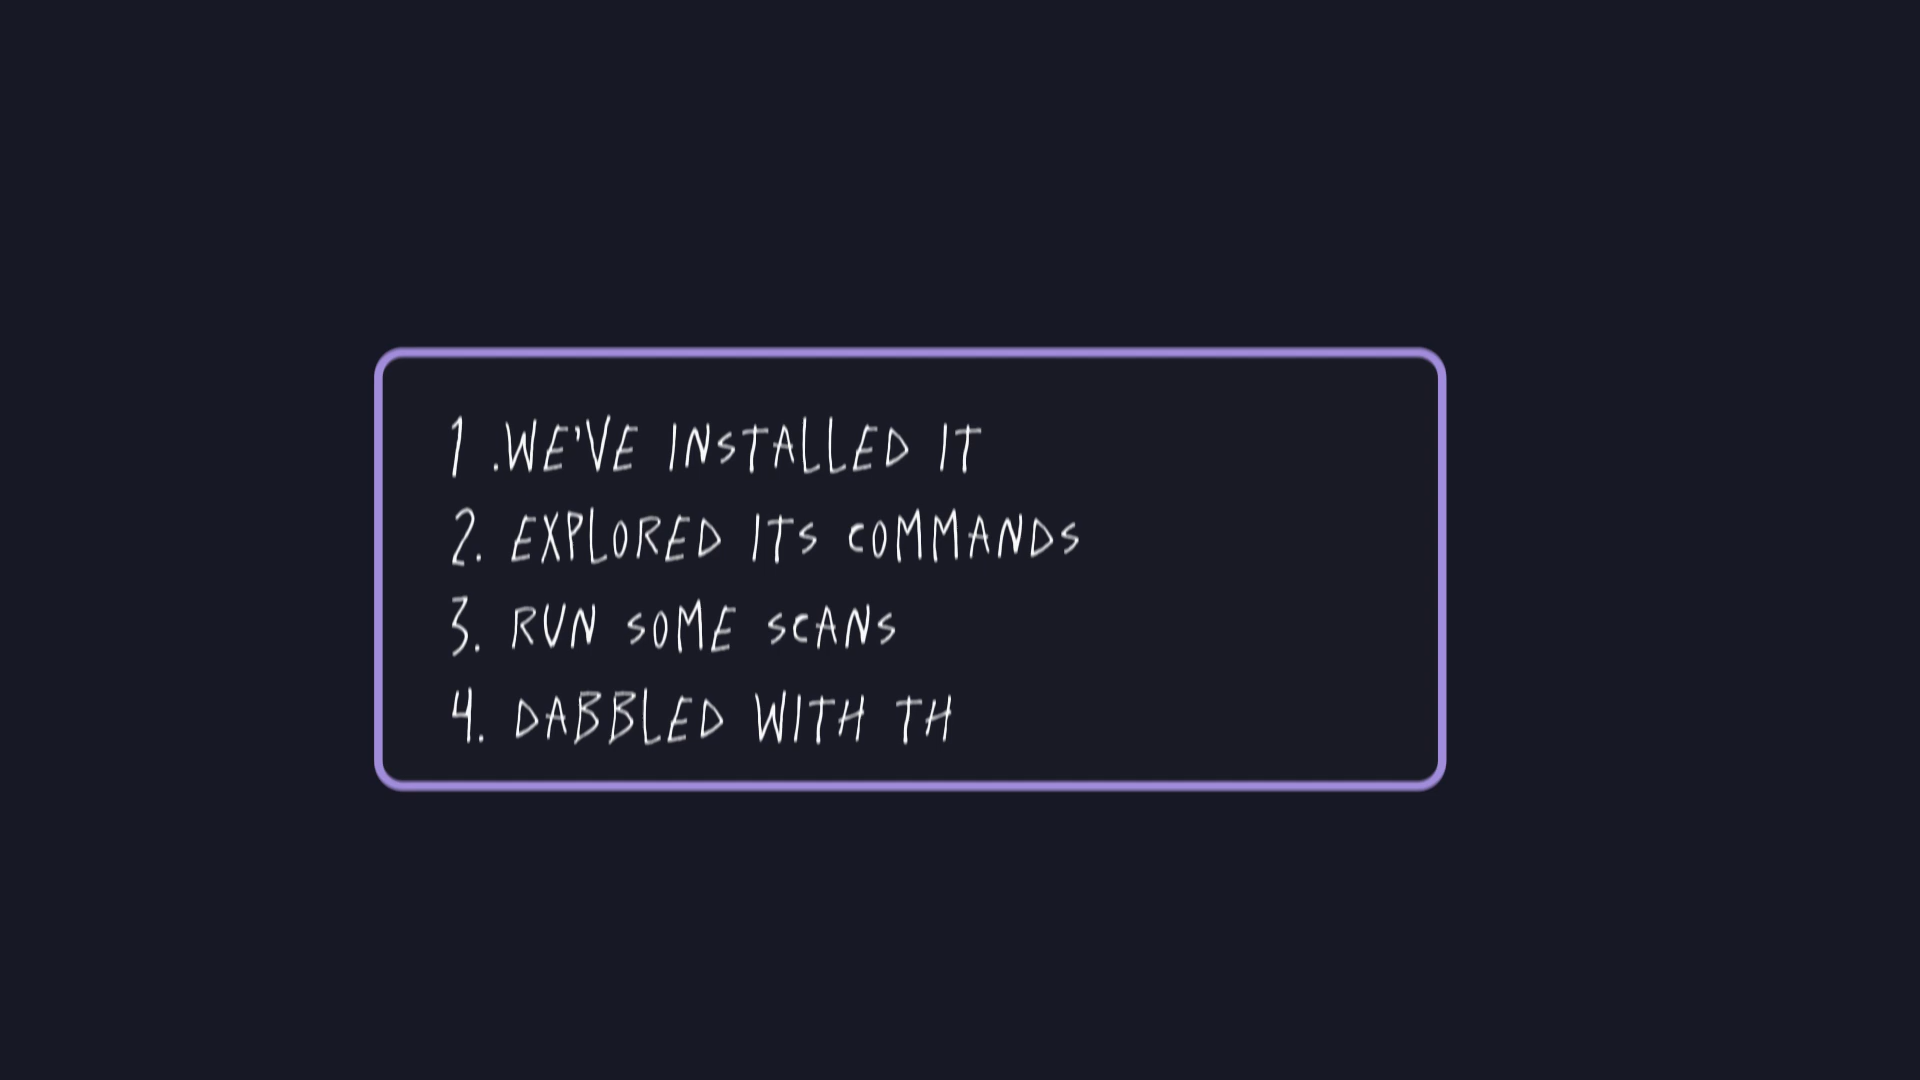 1 .WE'VE INSTALLED IT
2. EXPLORED ITS COMMANDS
3. RUN SOME SCANS
4. DABBLED WITH TH